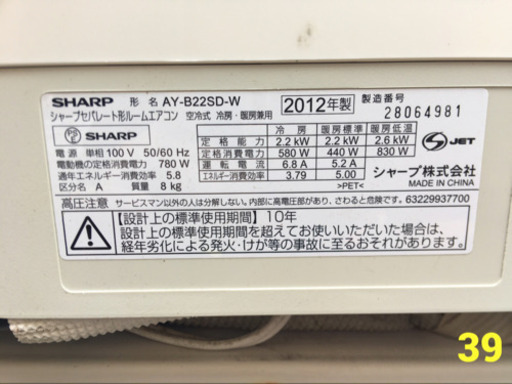 SHARP 形 名 AY-B22SD-W 2012年製 製造番号
シャープセパレート形ルームエアコン 空冷式 冷房・暖房兼用 28064981
PS E SHARP
冷 房 暖房標準 暖房低温
定 格 能 力 2.2 kW 2.2 kW 2.6 kW
定格消費電力 580 W 440 W 830 W
運 転 電 流 6.8 A 5.2 A
エネルギー消費効率 3.79 5.00
>PET<
S JET
電 源 単相 100 V 50/60 Hz
電動機の定格消費電力 780 W
通年エネルギー消費効率 5.8
区分名 A 質 量 8 kg
シャープ株式会社
MADE IN CHINA
高圧注意 サービスマン以外の方は、あけないでください。内部に高電圧部があり、さわると危険です。 63229937700
【設計上の標準使用期間】10年
設計上の標準使用期間を超えてお使いいただいた場合は、
経年劣化による発火・けが等の事故に至るおそれがあります。
39